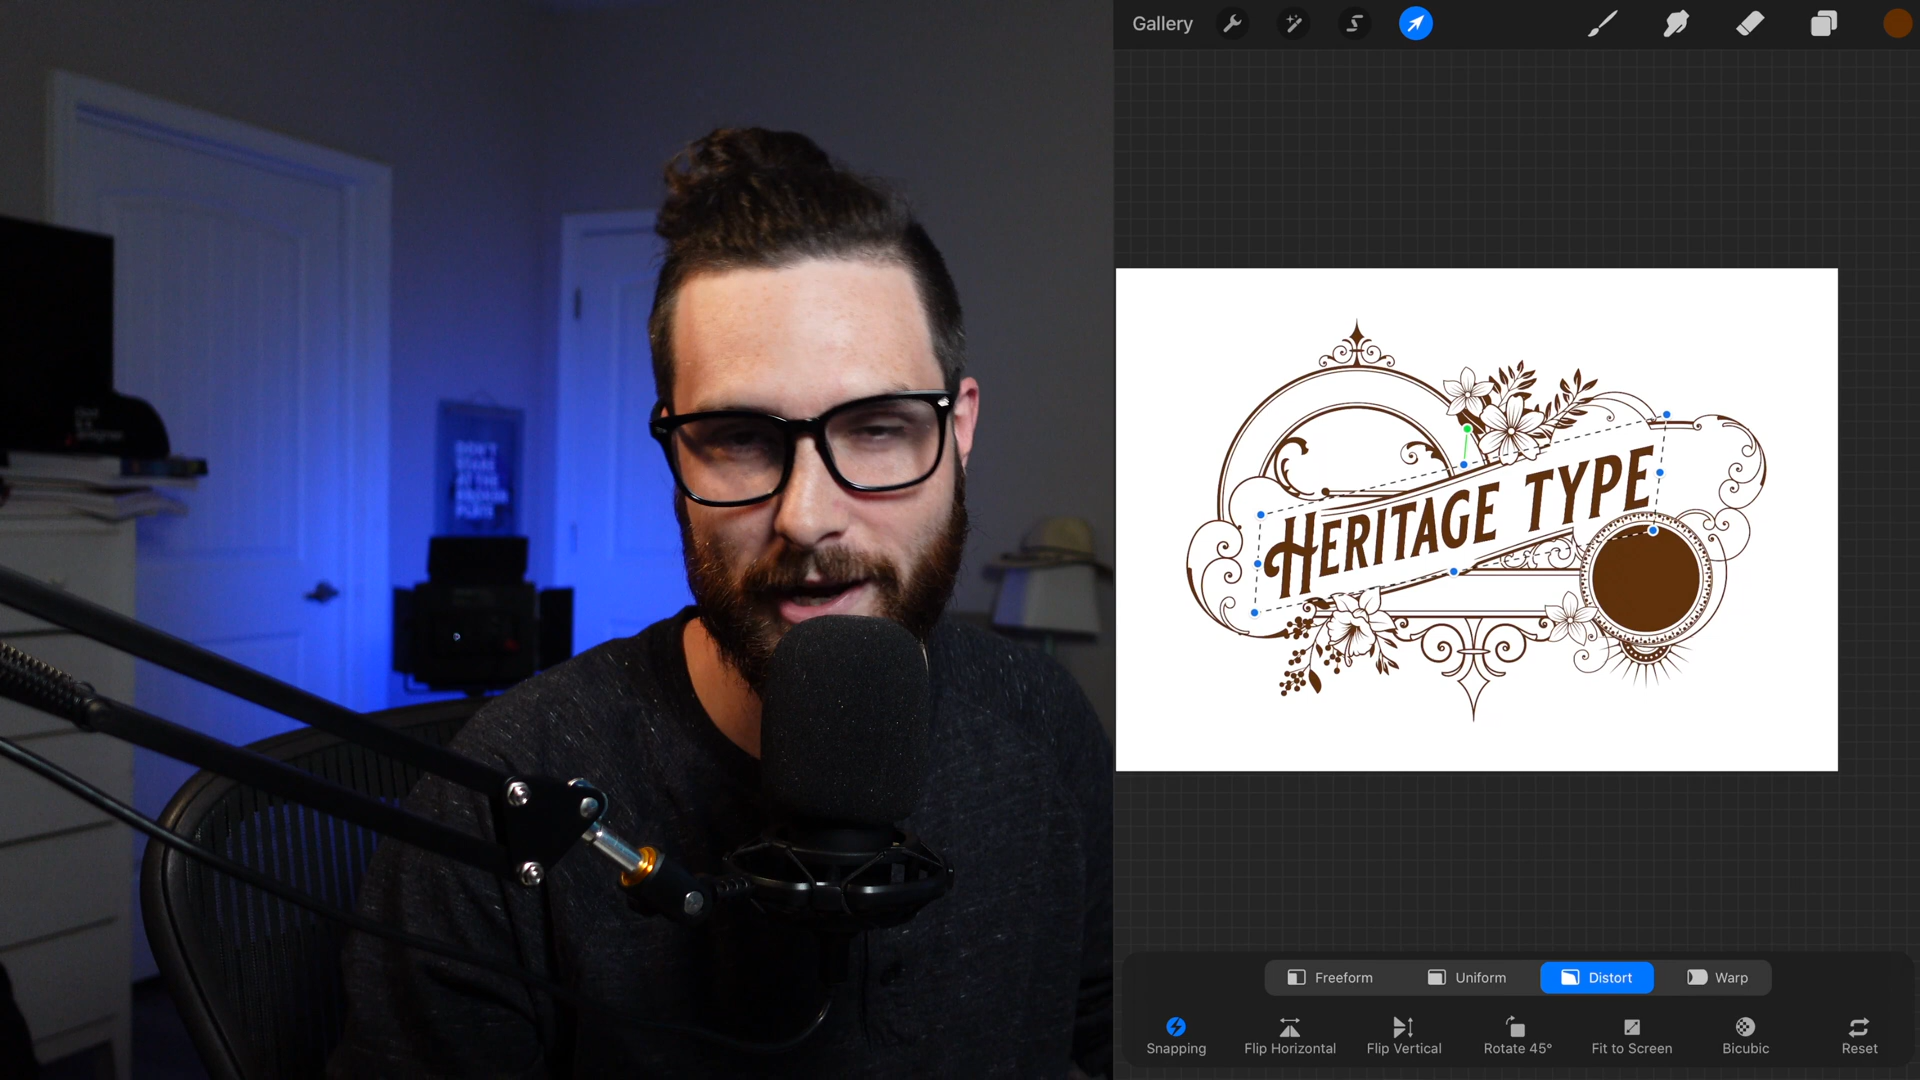 Gallery
DON'T
HERITAGE TYPE
Freeform
Uniform
Distort
Warp
Snapping
Flip Horizontal
Flip Vertical
Rotate 45°
Fit to Screen
Bicubic
Reset